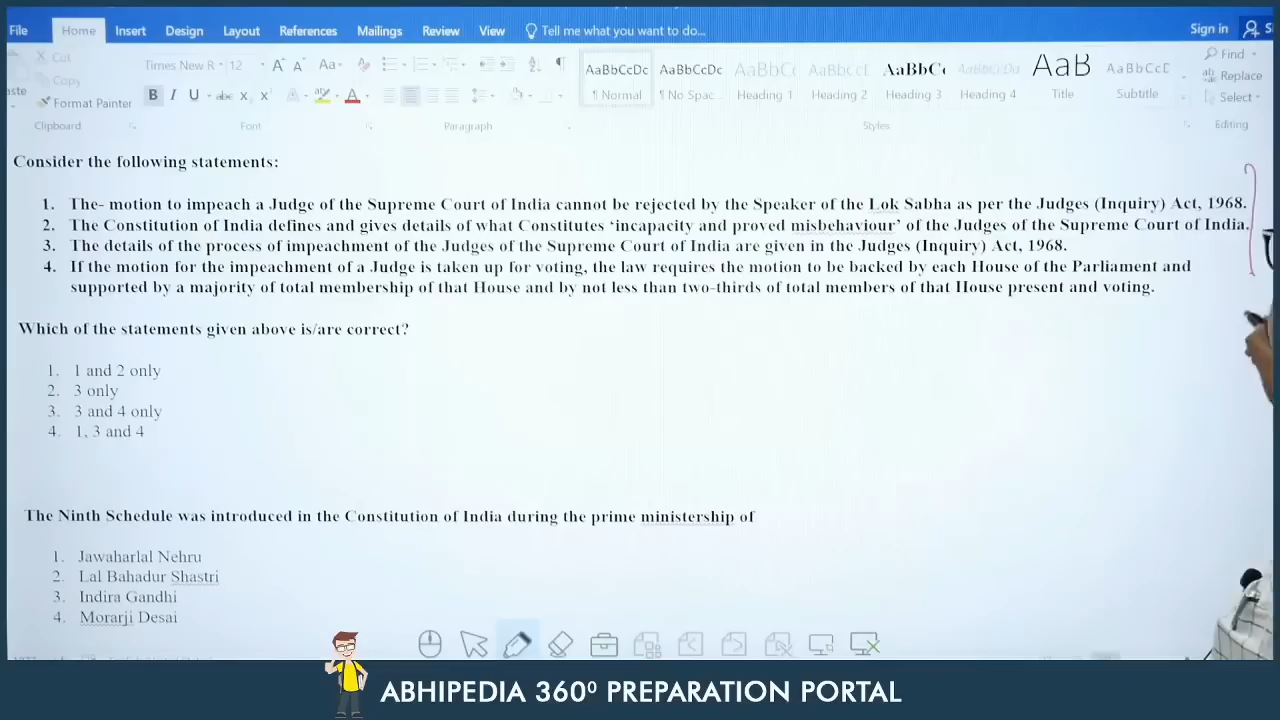 File Home Insert Design Layout References Mailings Review View Tell me what you want to do... Sign in
Cut
Copy
Format Painter
Times New R 12
Aa
B I U abc X X A A
AaBbCcDc AaBbCcDc AaBbC AaBbCcD AaBbC AaBbCcDd AaB AaBbCcD
¶ Normal ¶ No Spac... Heading 1 Heading 2 Heading 3 Heading 4 Title Subtitle
Find
Replace
Select
Clipboard Font Paragraph Styles Editing
Consider the following statements:
1. The- motion to impeach a Judge of the Supreme Court of India cannot be rejected by the Speaker of the Lok Sabha as per the Judges (Inquiry) Act, 1968.
2. The Constitution of India defines and gives details of what Constitutes ‘incapacity and proved misbehaviour’ of the Judges of the Supreme Court of India.
3. The details of the process of impeachment of the Judges of the Supreme Court of India are given in the Judges (Inquiry) Act, 1968.
4. If the motion for the impeachment of a Judge is taken up for voting, the law requires the motion to be backed by each House of the Parliament and
supported by a majority of total membership of that House and by not less than two-thirds of total members of that House present and voting.
Which of the statements given above is/are correct?
1. 1 and 2 only
2. 3 only
3. 3 and 4 only
4. 1, 3 and 4
The Ninth Schedule was introduced in the Constitution of India during the prime ministership of
1. Jawaharlal Nehru
2. Lal Bahadur Shastri
3. Indira Gandhi
4. Morarji Desai
ABHIPEDIA 360⁰ PREPARATION PORTAL